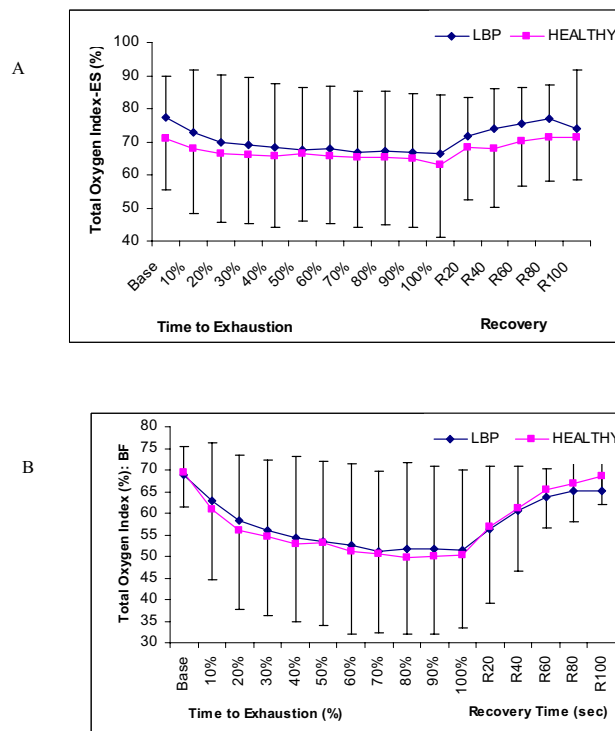 A
LBP HEALTHY
Total Oxygen Index-ES (%)
100
90
80
70
60
50
40
Base 10% 20% 30% 40% 50% 60% 70% 80% 90% 100% R20 R40 R60 R80 R100
Time to Exhaustion Recovery
B
LBP HEALTHY
Total Oxygen Index (%): BF
80
75
70
65
60
55
50
45
40
35
30
Base 10% 20% 30% 40% 50% 60% 70% 80% 90% 100% R20 R40 R60 R80 R100
Time to Exhaustion (%) Recovery Time (sec)